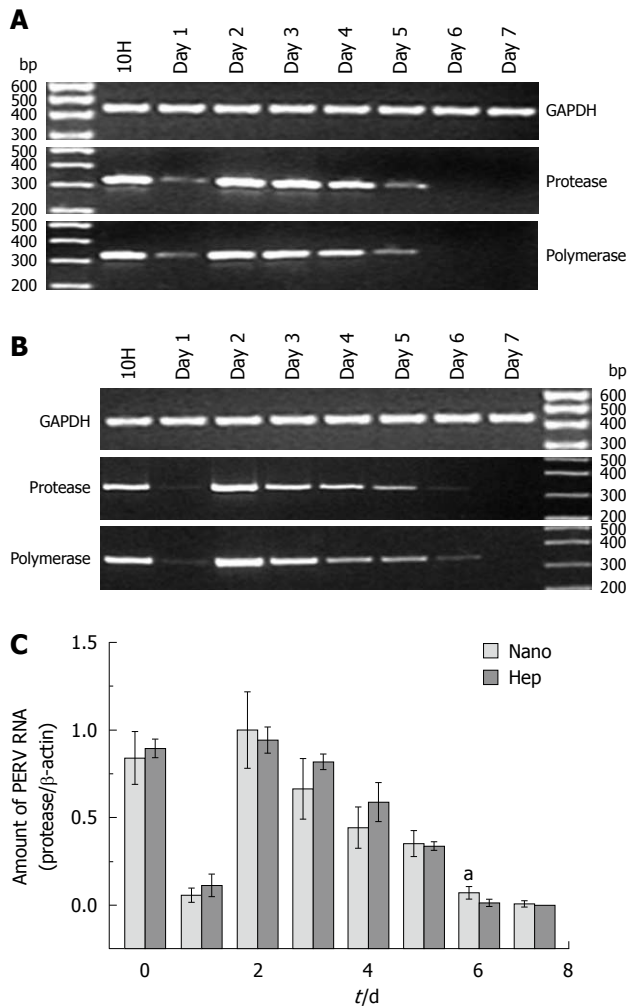 A
bp
10H Day 1 Day 2 Day 3 Day 4 Day 5 Day 6 Day 7
600
500
400
300
GAPDH
500
400
300
200
Protease
500
400
300
200
Polymerase
B
10H Day 1 Day 2 Day 3 Day 4 Day 5 Day 6 Day 7
bp
GAPDH
600
500
400
300
Protease
500
400
300
200
Polymerase
500
400
300
200
C
Amount of PERV RNA
(protease/β-actin)
1.5
1.0
0.5
0.0
Nano
Hep
a
0 2 4 6 8
t/d